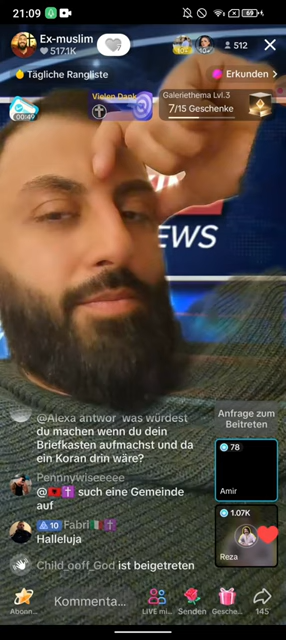 21:09
69
Ex-muslim
517.1K
512
Tägliche Rangliste
Erkunden >
Vielen Dank
Galeriethema Lvl.3
00:49
7/15 Geschenke
EWS
@Alexa antwor was würdest
du machen wenn du dein
Briefkasten aufmachst und da
ein Koran drin wäre?
Anfrage zum
Beitreten
78
Pennnywiseeeee
@🇦🇱✝️ such eine Gemeinde
auf
Amir
10 Fabri 🇮🇹✝️
Halleluja
1.07K
Reza
Child_ooff_God ist beigetreten
Kommenta...
Abonn...
LIVE mi...
Senden
Gesche...
145